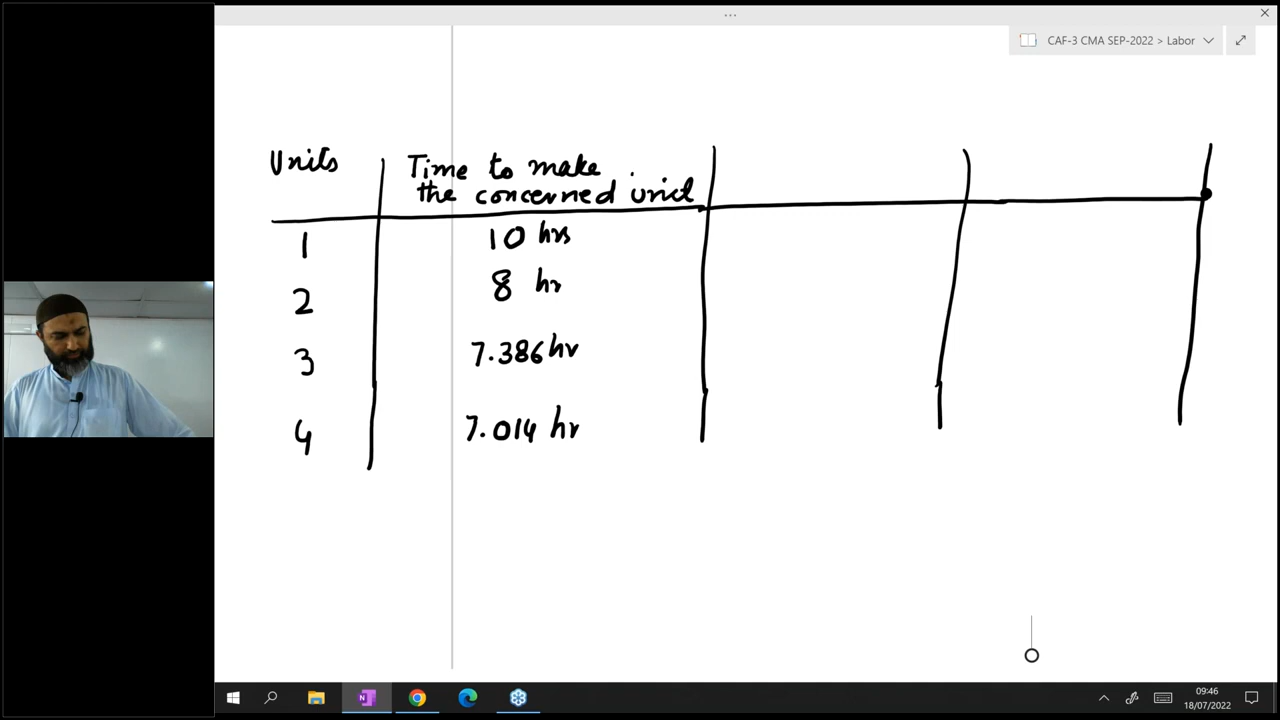 CAF-3 CMA SEP-2022 > Labor
Units Time to make
the concerned unit
1 10 hrs
2 8 hr
3 7.386 hr
4 7.014 hr
09:46
18/07/2022